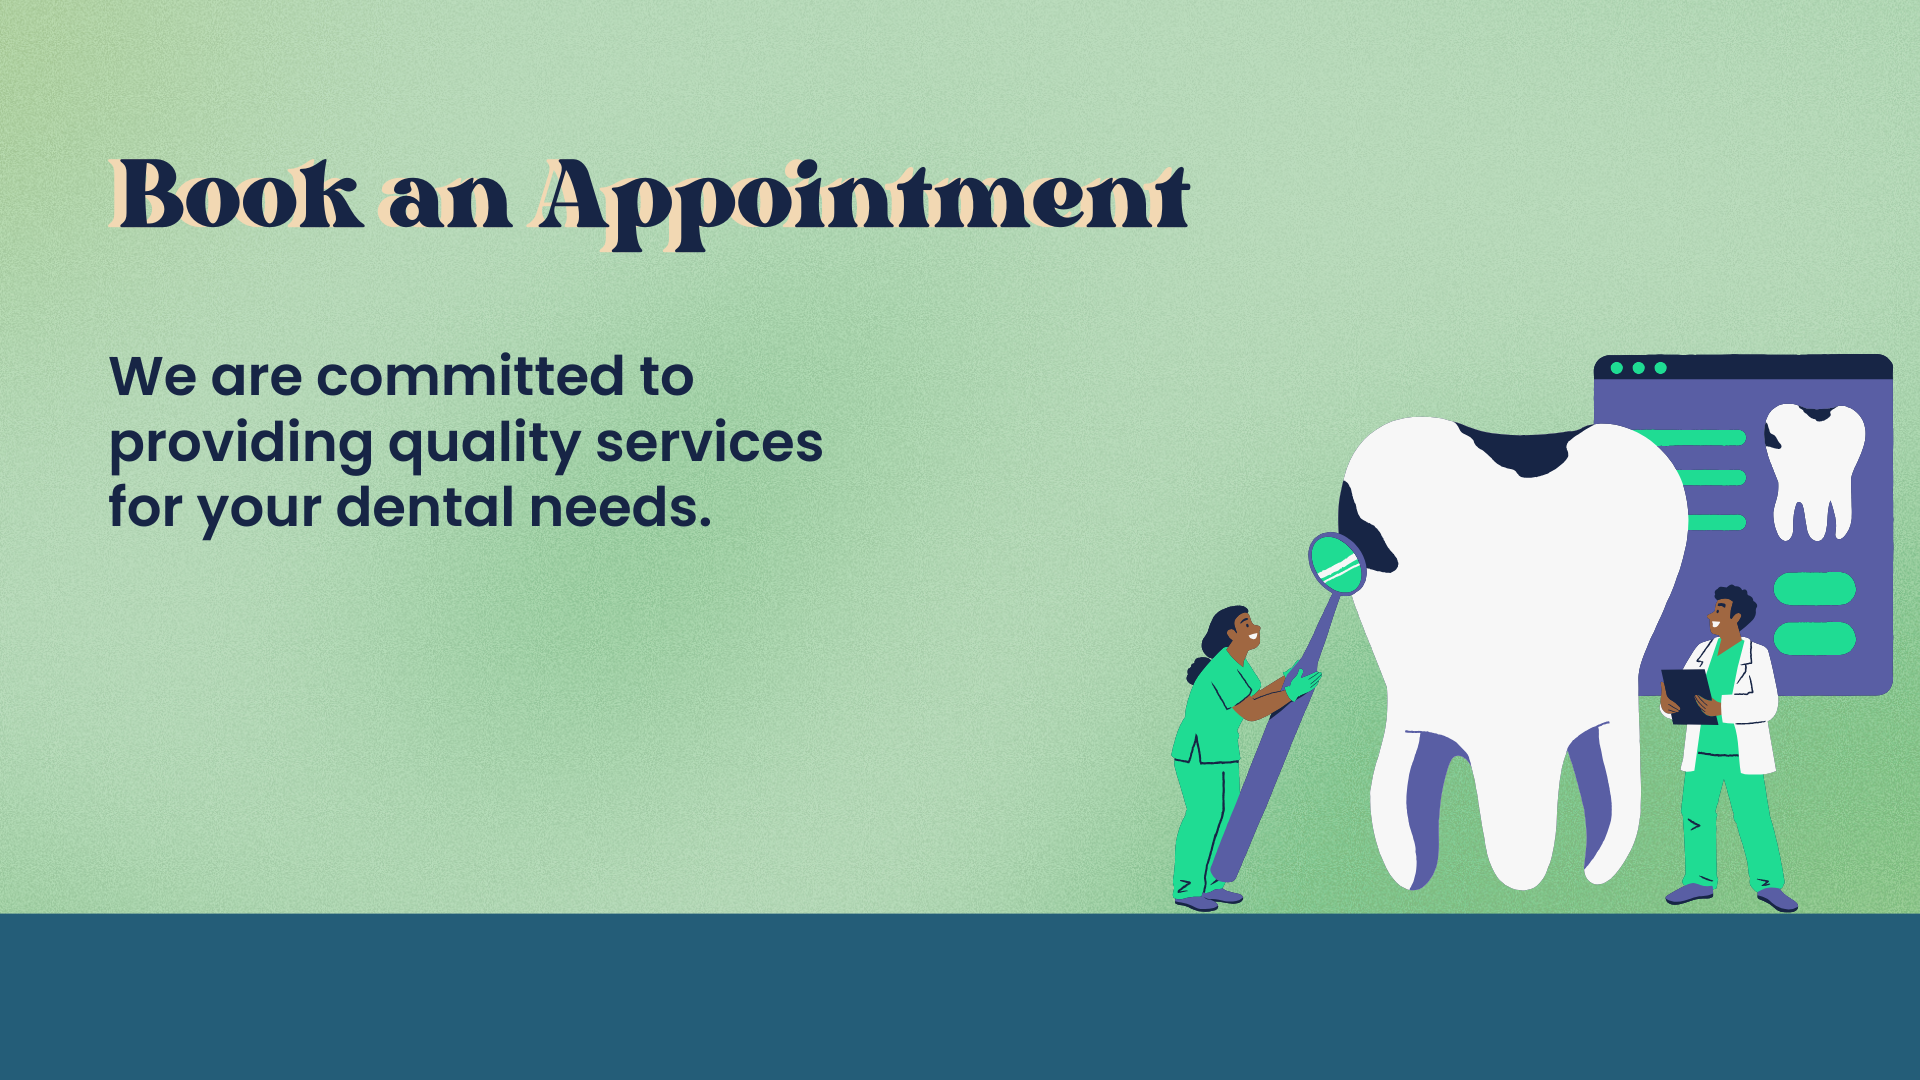 Book an Appointment
We are committed to
providing quality services
for your dental needs.